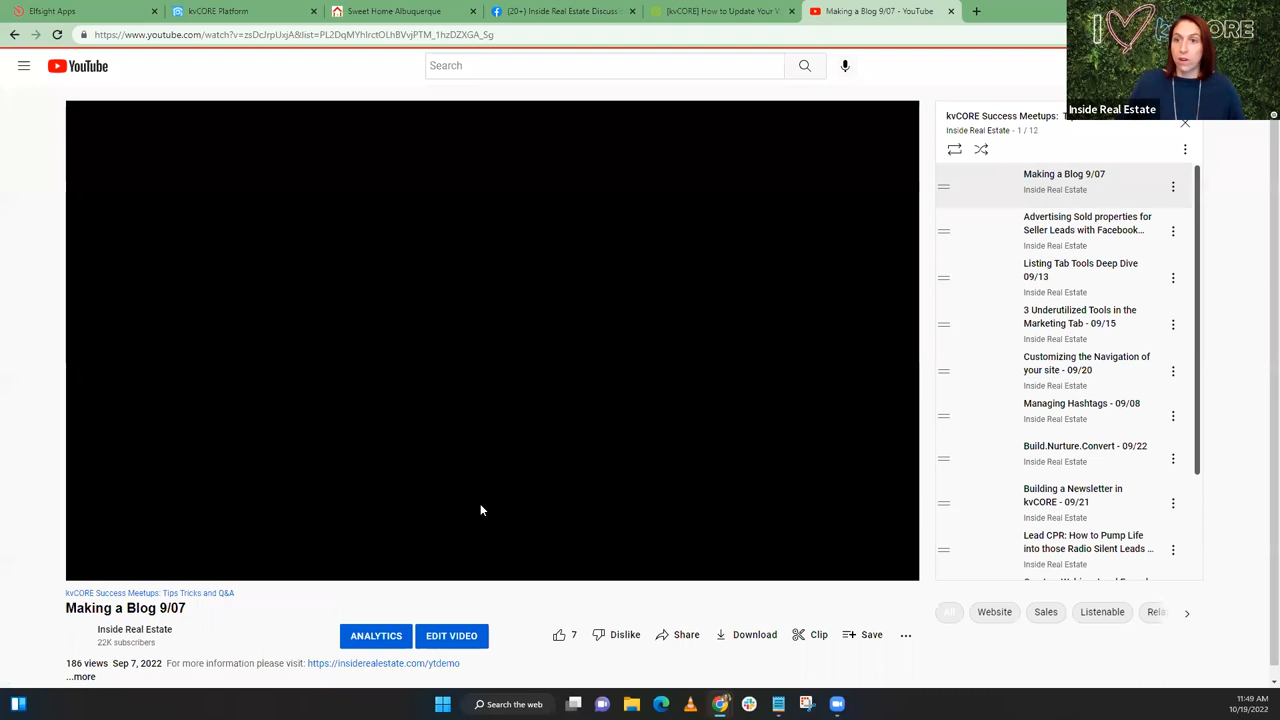 Elfsight Apps
kvCORE Platform
Sweet Home Albuquerque
(20+) Inside Real Estate Discuss
[kvCORE] How to Update Your V
Making a Blog 9/07 - YouTube
https://www.youtube.com/watch?v=zsDcJrpUxjA&list=PL2DqMYhIrctOLhBVvjPTM_1hzDZXGA_Sg
YouTube
Search
I
CORE
Inside Real Estate
kvCORE Success Meetups: T
Inside Real Estate - 1 / 12
Making a Blog 9/07
Inside Real Estate
Advertising Sold properties for
Seller Leads with Facebook...
Inside Real Estate
Listing Tab Tools Deep Dive
09/13
Inside Real Estate
3 Underutilized Tools in the
Marketing Tab - 09/15
Inside Real Estate
Customizing the Navigation of
your site - 09/20
Inside Real Estate
Managing Hashtags - 09/08
Inside Real Estate
Build.Nurture.Convert - 09/22
Inside Real Estate
Building a Newsletter in
kvCORE - 09/21
Inside Real Estate
Lead CPR: How to Pump Life
into those Radio Silent Leads ...
Inside Real Estate
kvCORE Success Meetups: Tips Tricks and Q&A
Making a Blog 9/07
Inside Real Estate
22K subscribers
ANALYTICS
EDIT VIDEO
7
Dislike
Share
Download
Clip
Save
All
Website
Sales
Listenable
Rela
186 views Sep 7, 2022 For more information please visit: https://insiderealestate.com/ytdemo
...more
Search the web
11:49 AM
10/19/2022